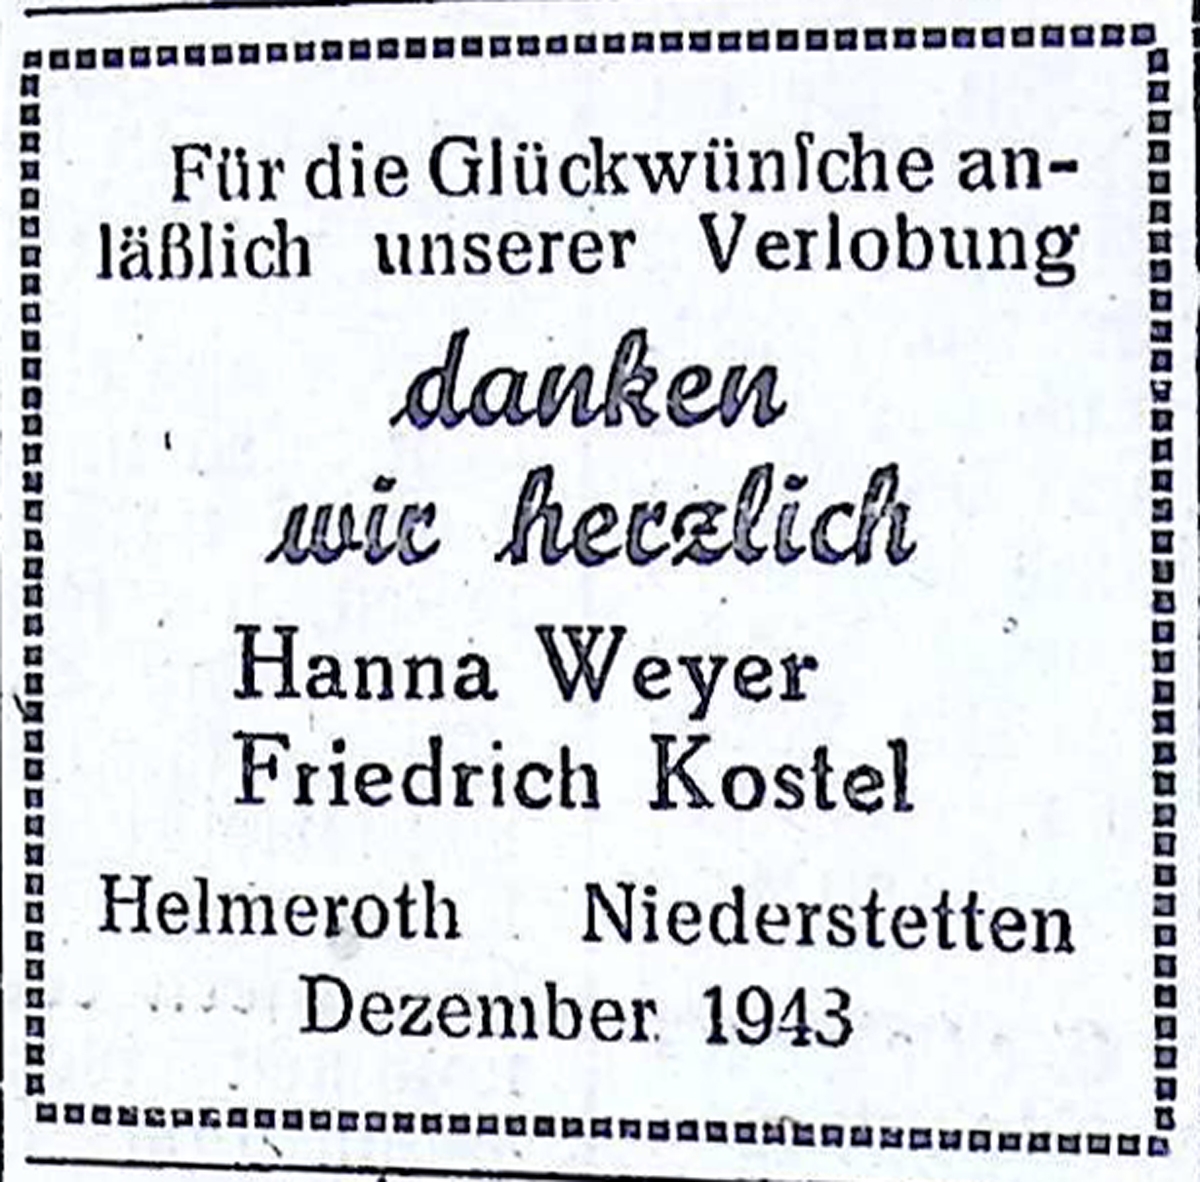 Für die Glückwünſche an-
läßlich unserer Verlobung
danken
wir herzlich
Hanna Weyer
Friedrich Kostel
Helmeroth Niederstetten
Dezember 1943